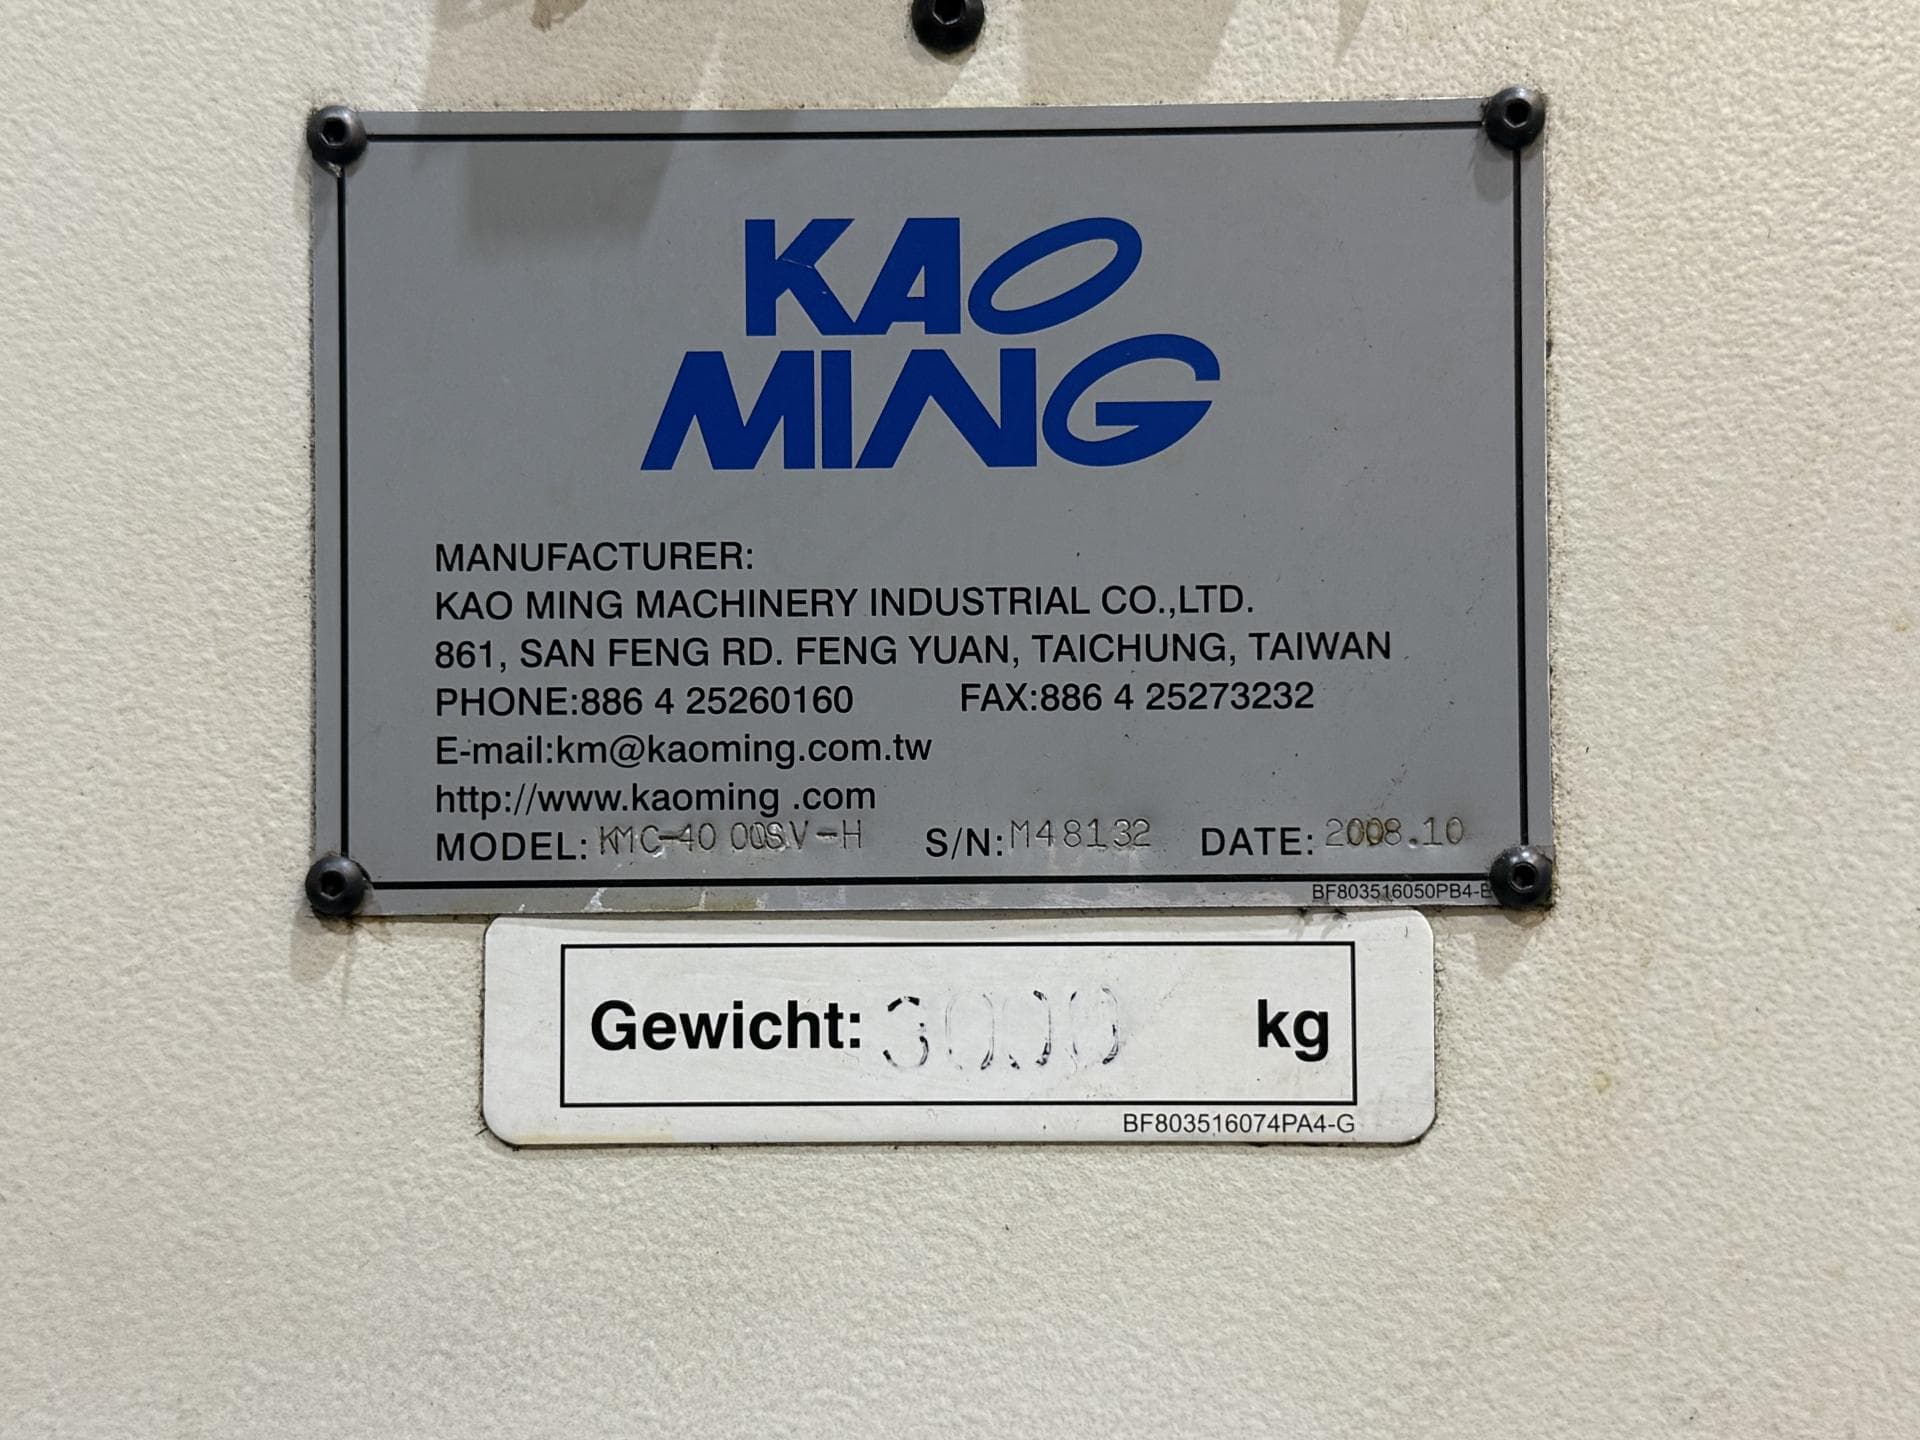 KAO
MING
MANUFACTURER:
KAO MING MACHINERY INDUSTRIAL CO.,LTD.
861, SAN FENG RD. FENG YUAN, TAICHUNG, TAIWAN
PHONE:886 4 25260160 FAX:886 4 25273232
E-mail:km@kaoming.com.tw
http://www.kaoming .com
MODEL: KMC-4000SV-H S/N: M48132 DATE: 2008.10
Gewicht: 3000 kg
BF803516074PA4-G